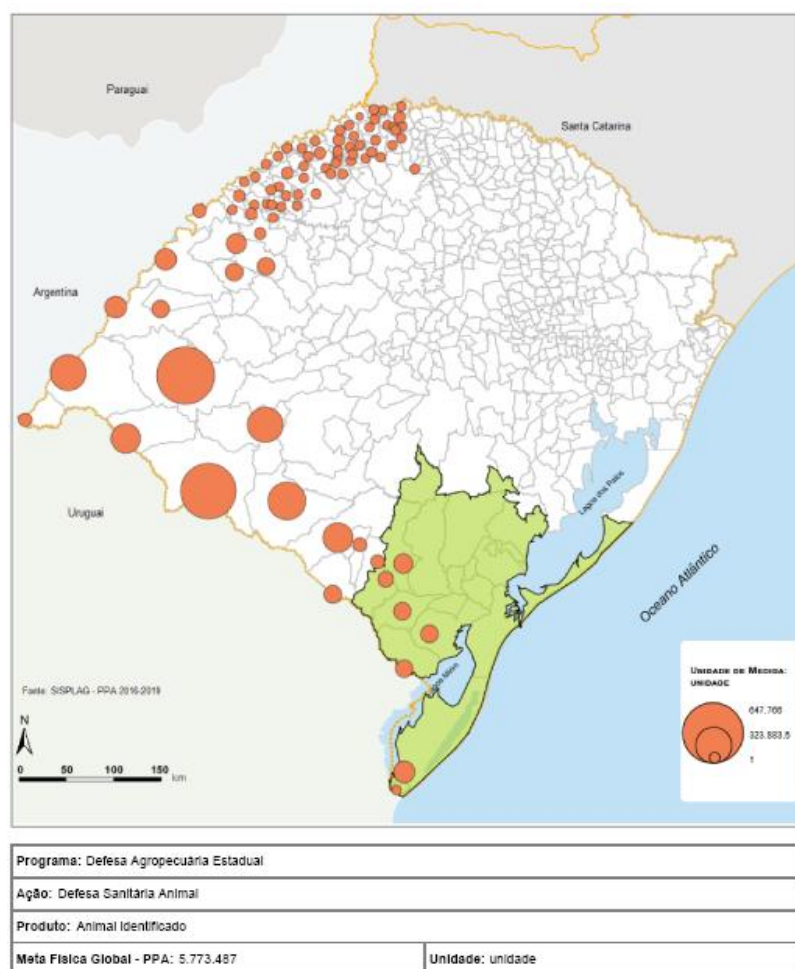 Paraguai
Santa Catarina
Argentina
Lagoa dos Patos
Uruguai
Oceano Atlântico
Lagoa Mirim
UNIDADE DE MEDIDA:
UNIDADE
647.766
323.883,5
1
Fonte: SISPLAG - PPA 2016-2019
N
0 50 100 150
km
Programa: Defesa Agropecuária Estadual
Ação: Defesa Sanitária Animal
Produto: Animal Identificado
Meta Física Global - PPA: 5.773.487 Unidade: unidade